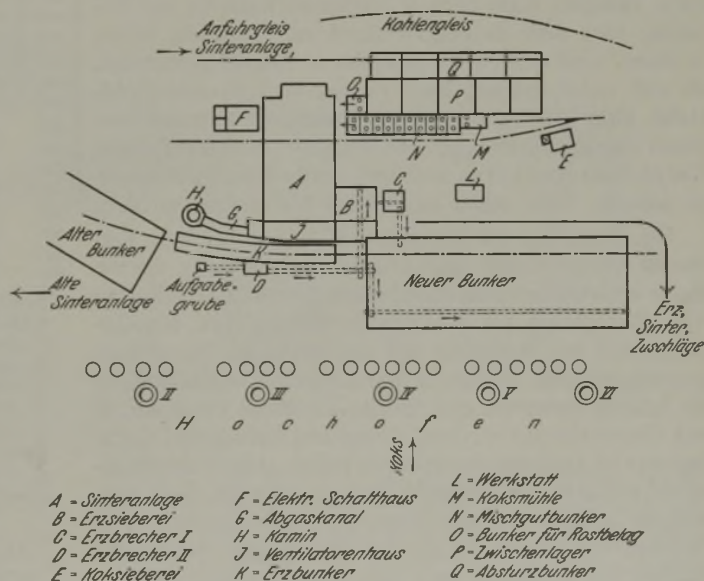 Anfuhrgleis
Sinteranlage,
Kohlengleis
Q
O,
P
F
N
M
E
A
H,
G
B
C,
L,
J
Alter
Bunker
K
Neuer Bunker
Alte
Sinteranlage
Aufgabe-
grube
D
Erz,
Sinter,
Zuschläge
II
III
IV
V
VI
Hochofen
Koks
A = Sinteranlage
B = Erzsieberei
C = Erzbrecher I
D = Erzbrecher II
E = Koksieberei
F = Elektr. Schalthaus
G = Abgaskanal
H = Kamin
J = Ventilatorenhaus
K = Erzbunker
L = Werkstatt
M = Koksmühle
N = Mischgutbunker
O = Bunker für Rostbelag
P = Zwischenlager
Q = Absturzbunker